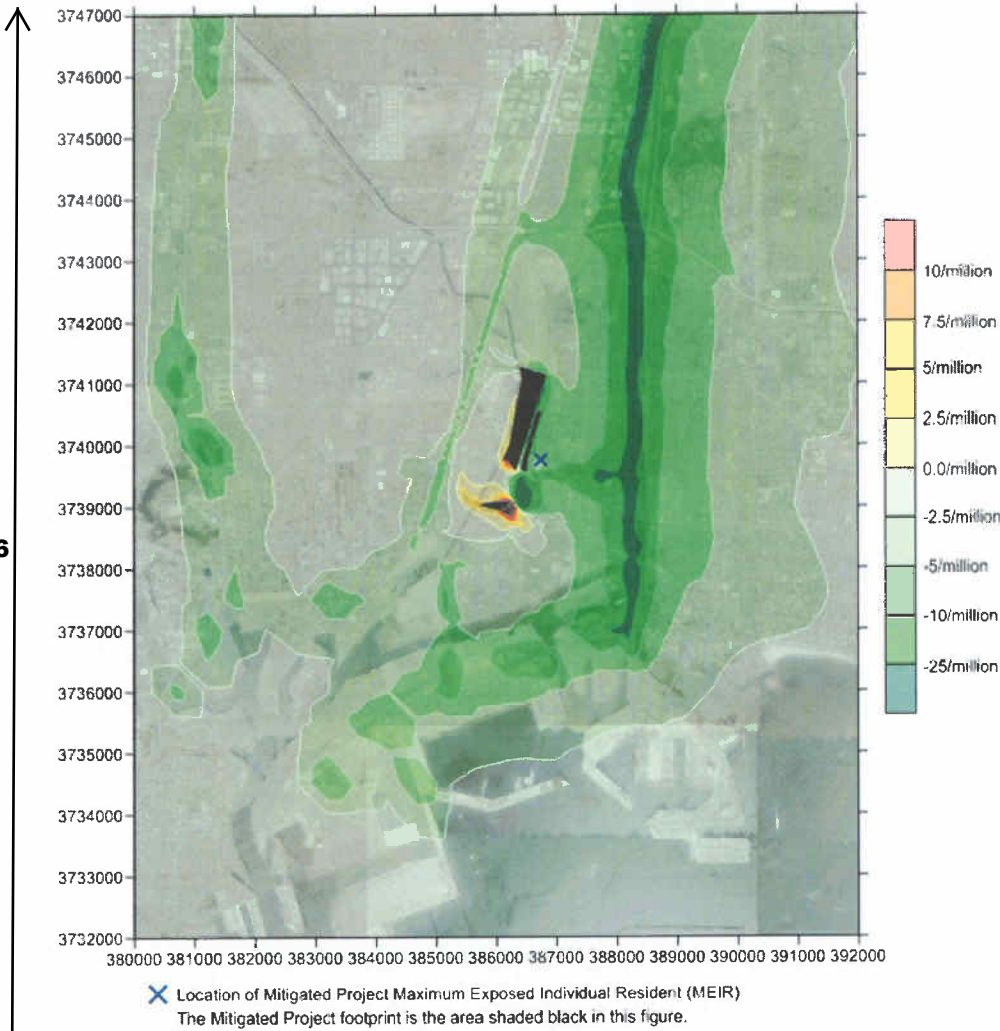 3747000
3746000
3745000
3744000
3743000
3742000
3741000
3740000
3739000
3738000
3737000
3736000
3735000
3734000
3733000
3732000
6
380000 381000 382000 383000 384000 385000 386000 387000 388000 389000 390000 391000 392000
10/million
7.5/million
5/million
2.5/million
0.0/million
-2.5/million
-5/million
-10/million
-25/million
Location of Mitigated Project Maximum Exposed Individual Resident (MEIR)
The Mitigated Project footprint is the area shaded black in this figure.